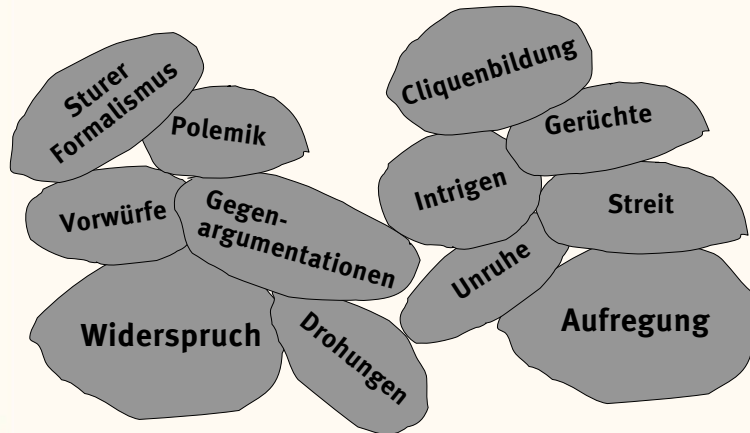 Sturer
Formalismus
Polemik
Vorwürfe
Gegen-
argumentationen
Widerspruch
Drohungen
Cliquenbildung
Gerüchte
Intrigen
Streit
Unruhe
Aufregung